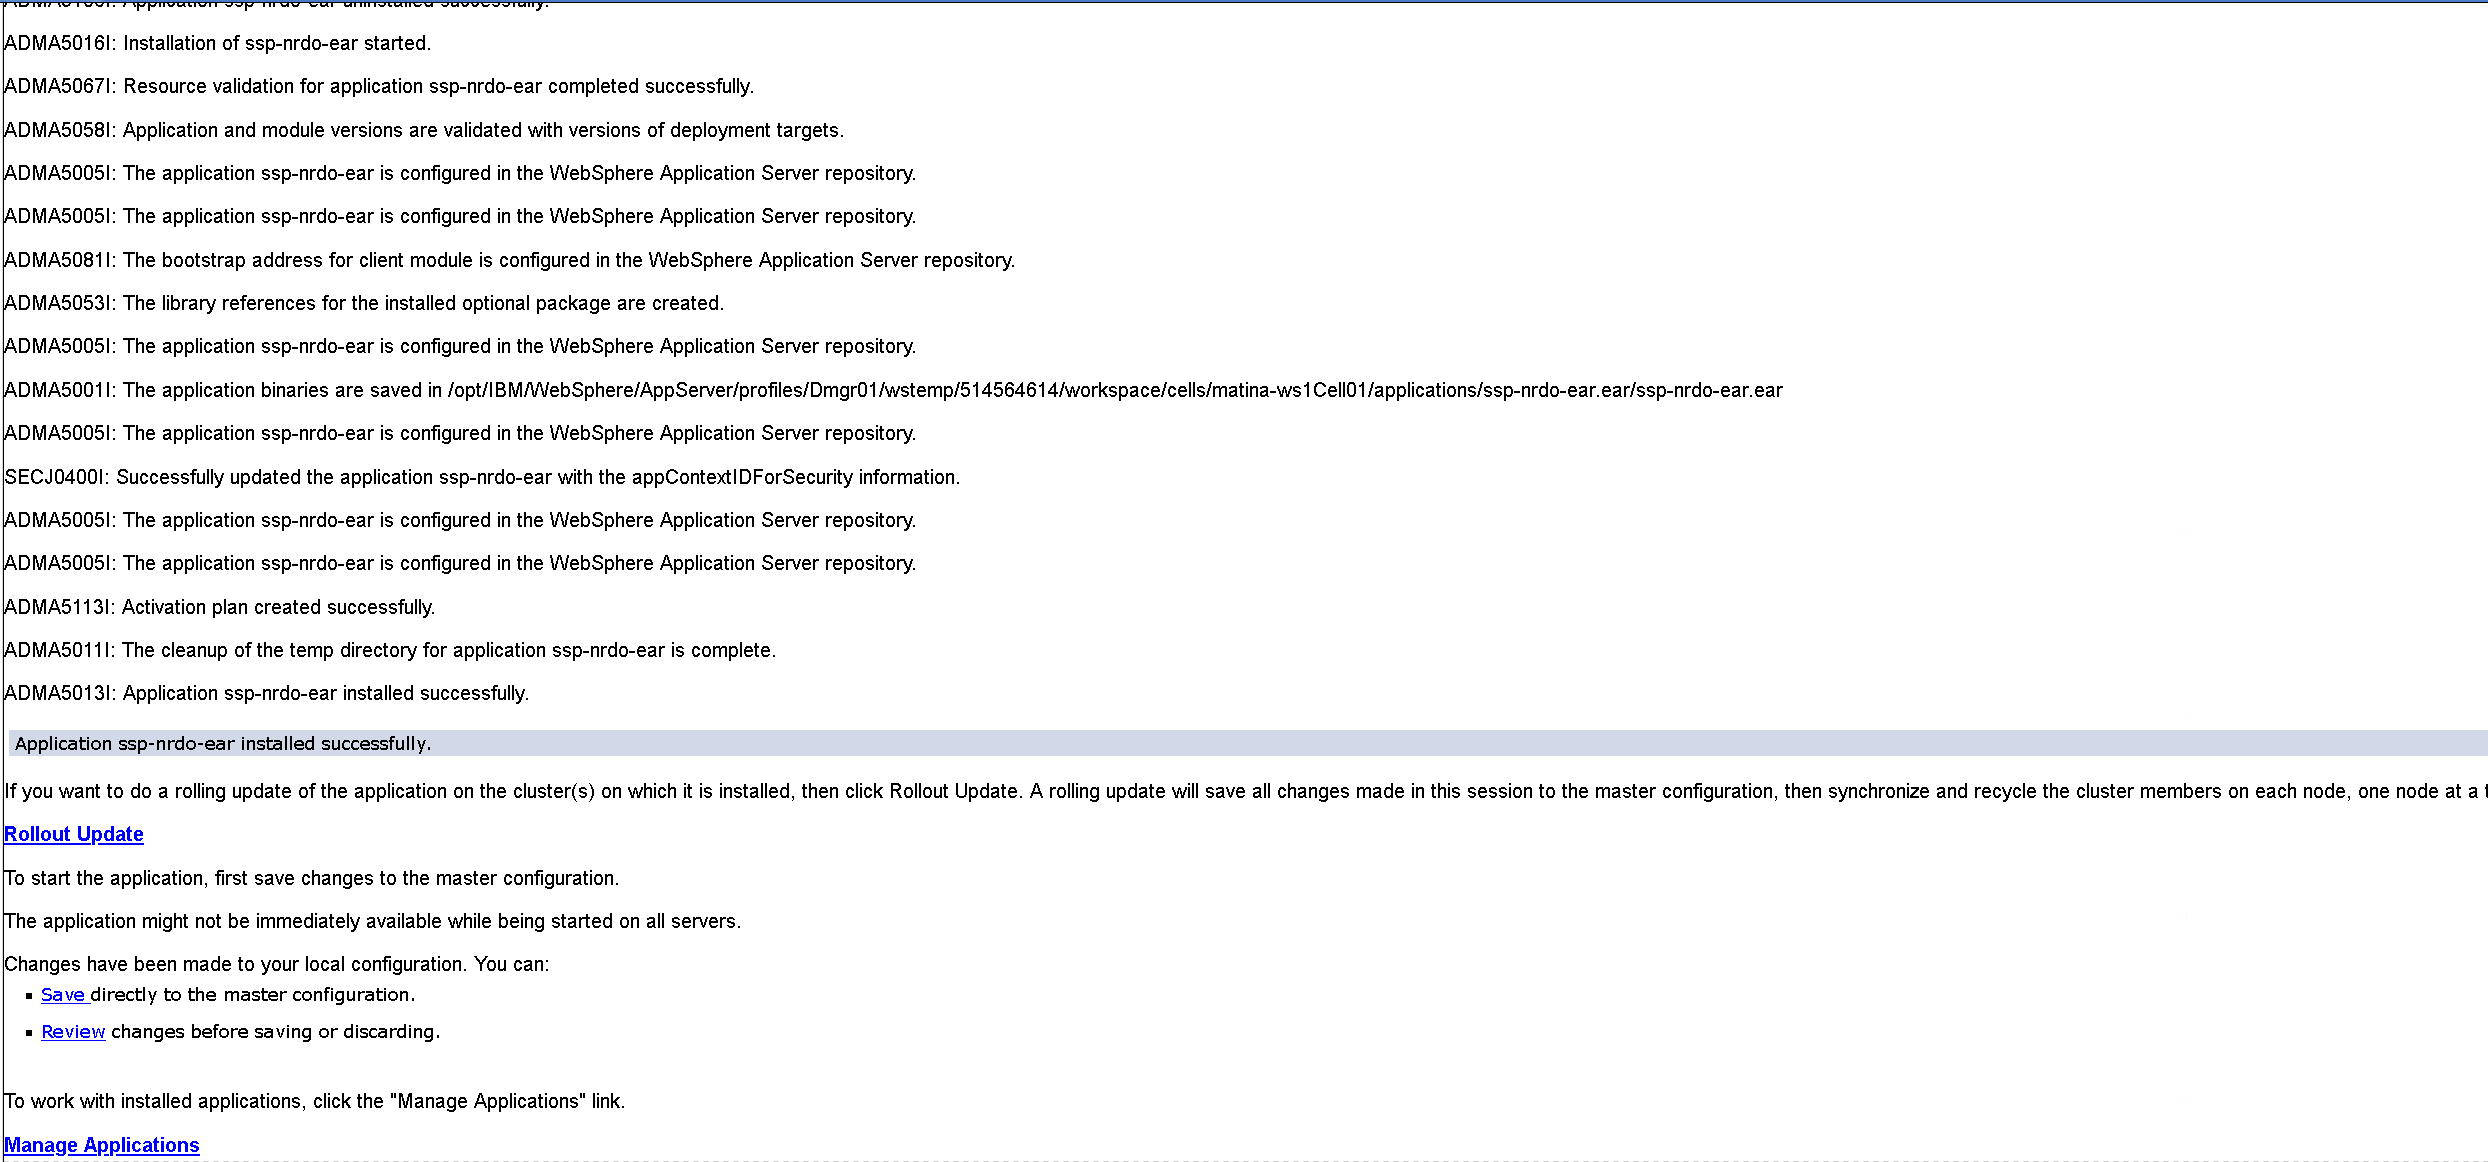 ADMA5106I: Application ssp-nrdo-ear uninstalled successfully.
ADMA5016I: Installation of ssp-nrdo-ear started.
ADMA5067I: Resource validation for application ssp-nrdo-ear completed successfully.
ADMA5058I: Application and module versions are validated with versions of deployment targets.
ADMA5005I: The application ssp-nrdo-ear is configured in the WebSphere Application Server repository.
ADMA5005I: The application ssp-nrdo-ear is configured in the WebSphere Application Server repository.
ADMA5081I: The bootstrap address for client module is configured in the WebSphere Application Server repository.
ADMA5053I: The library references for the installed optional package are created.
ADMA5005I: The application ssp-nrdo-ear is configured in the WebSphere Application Server repository.
ADMA5001I: The application binaries are saved in /opt/IBM/WebSphere/AppServer/profiles/Dmgr01/wstemp/514564614/workspace/cells/matina-ws1Cell01/applications/ssp-nrdo-ear.ear/ssp-nrdo-ear.ear
ADMA5005I: The application ssp-nrdo-ear is configured in the WebSphere Application Server repository.
SECJ0400I: Successfully updated the application ssp-nrdo-ear with the appContextIDForSecurity information.
ADMA5005I: The application ssp-nrdo-ear is configured in the WebSphere Application Server repository.
ADMA5005I: The application ssp-nrdo-ear is configured in the WebSphere Application Server repository.
ADMA5113I: Activation plan created successfully.
ADMA5011I: The cleanup of the temp directory for application ssp-nrdo-ear is complete.
ADMA5013I: Application ssp-nrdo-ear installed successfully.
Application ssp-nrdo-ear installed successfully.
If you want to do a rolling update of the application on the cluster(s) on which it is installed, then click Rollout Update. A rolling update will save all changes made in this session to the master configuration, then synchronize and recycle the cluster members on each node, one node at a
Rollout Update
To start the application, first save changes to the master configuration.
The application might not be immediately available while being started on all servers.
Changes have been made to your local configuration. You can:
▪ Save directly to the master configuration.
▪ Review changes before saving or discarding.
To work with installed applications, click the "Manage Applications" link.
Manage Applications